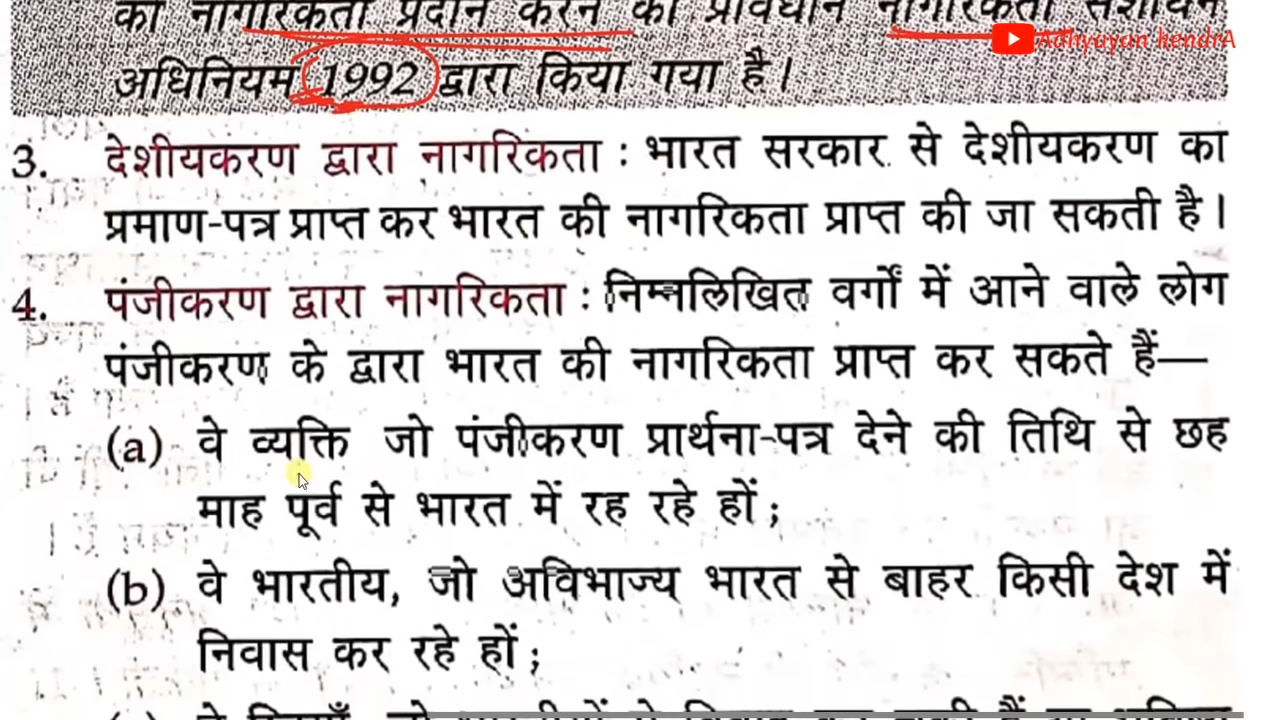 का नागरिकता प्रदान करने का प्रावधान नागरिकता संशोधन
Adhyayan kendrA
अधिनियम 1992 द्वारा किया गया है।
3. देशीयकरण द्वारा नागरिकता : भारत सरकार से देशीयकरण का
प्रमाण-पत्र प्राप्त कर भारत की नागरिकता प्राप्त की जा सकती है।
4. पंजीकरण द्वारा नागरिकता : निम्नलिखित वर्गों में आने वाले लोग
पंजीकरण के द्वारा भारत की नागरिकता प्राप्त कर सकते हैं—
(a) वे व्यक्ति जो पंजीकरण प्रार्थना-पत्र देने की तिथि से छह
माह पूर्व से भारत में रह रहे हों ;
(b) वे भारतीय, जो अविभाज्य भारत से बाहर किसी देश में
निवास कर रहे हों ;